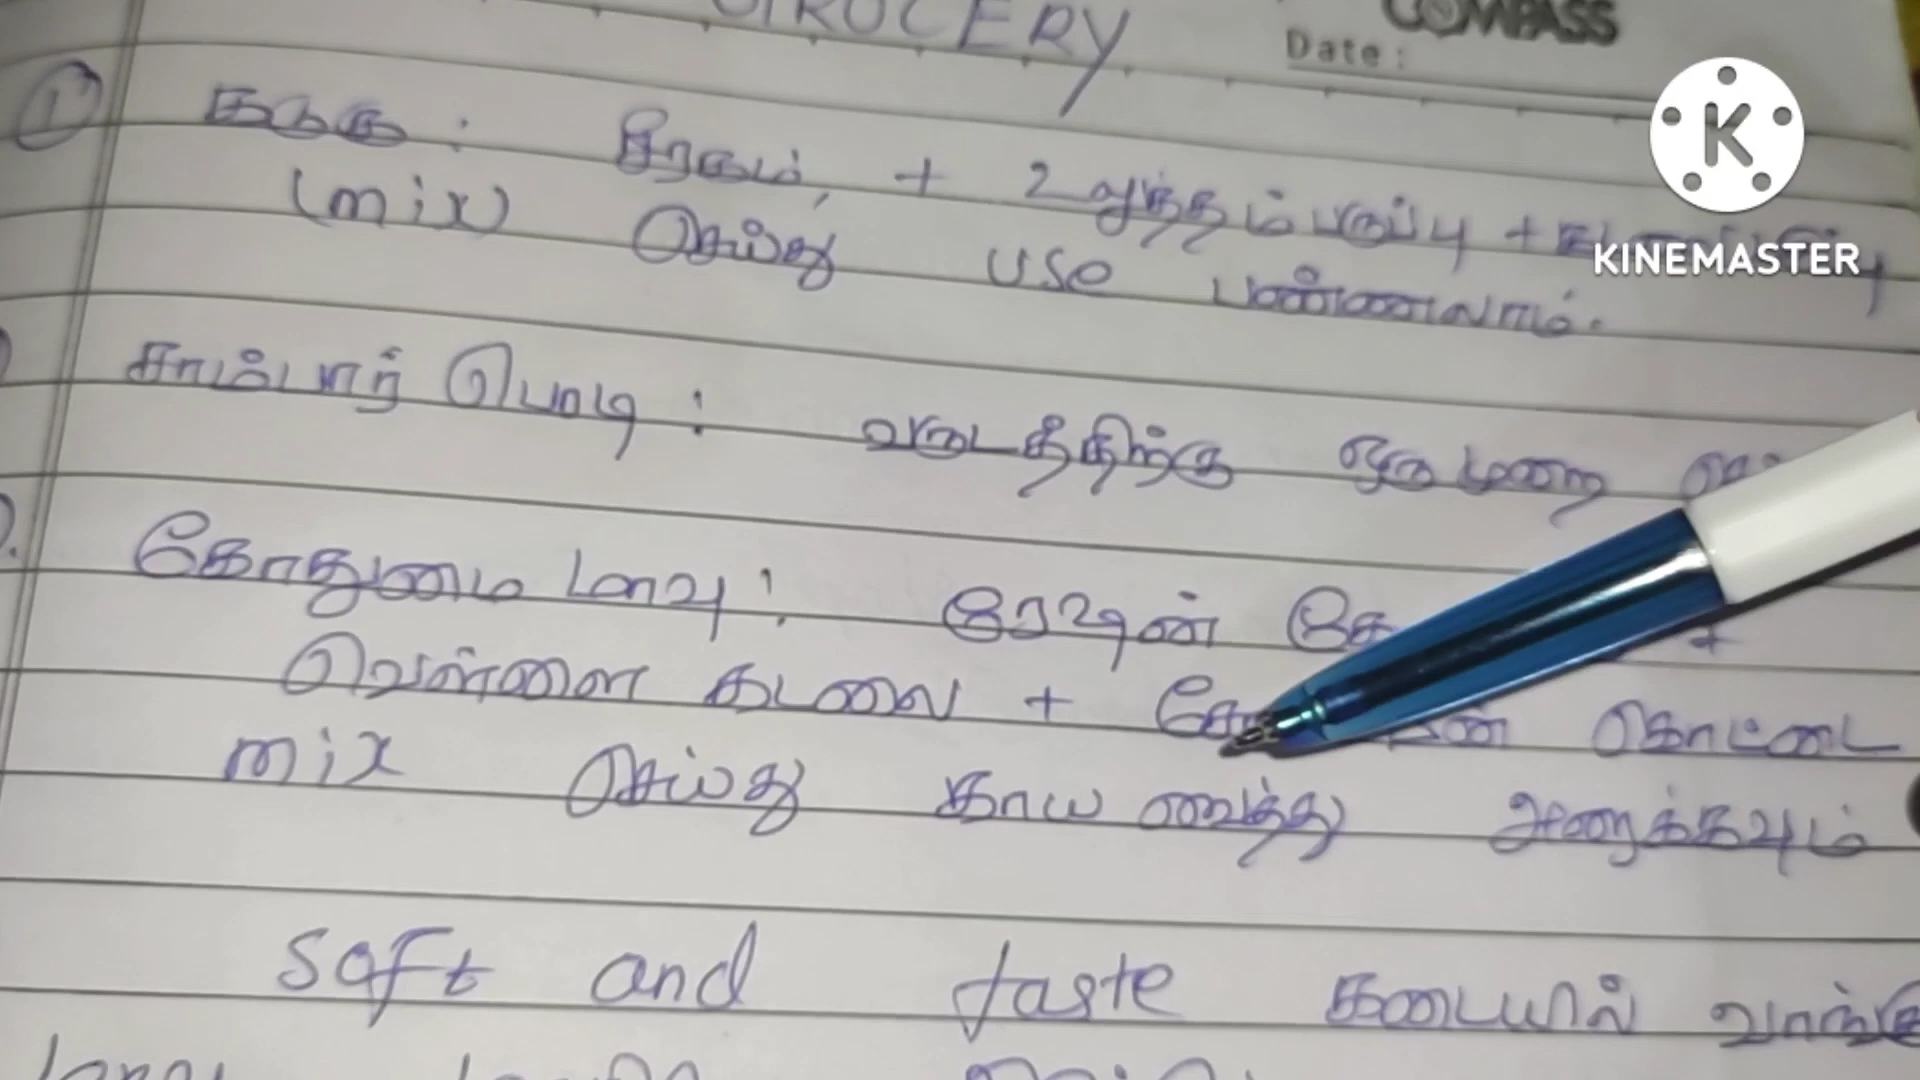 GROCERY
COMPASS
Date :
K
KINEMASTER
① கடுகு : சீரகம், + உளுத்தம்பருப்பு +
(mix) செய்து use பண்ணலாம்.
சாம்பார் பொடி : வருடத்திற்கு ஒருமுறை
கோதுமை மாவு : ரேஷன் +
வெள்ளை கடலை + கொட்டை
mix செய்து காய வைத்து அரைக்கவும்
soft and taste கடையில்